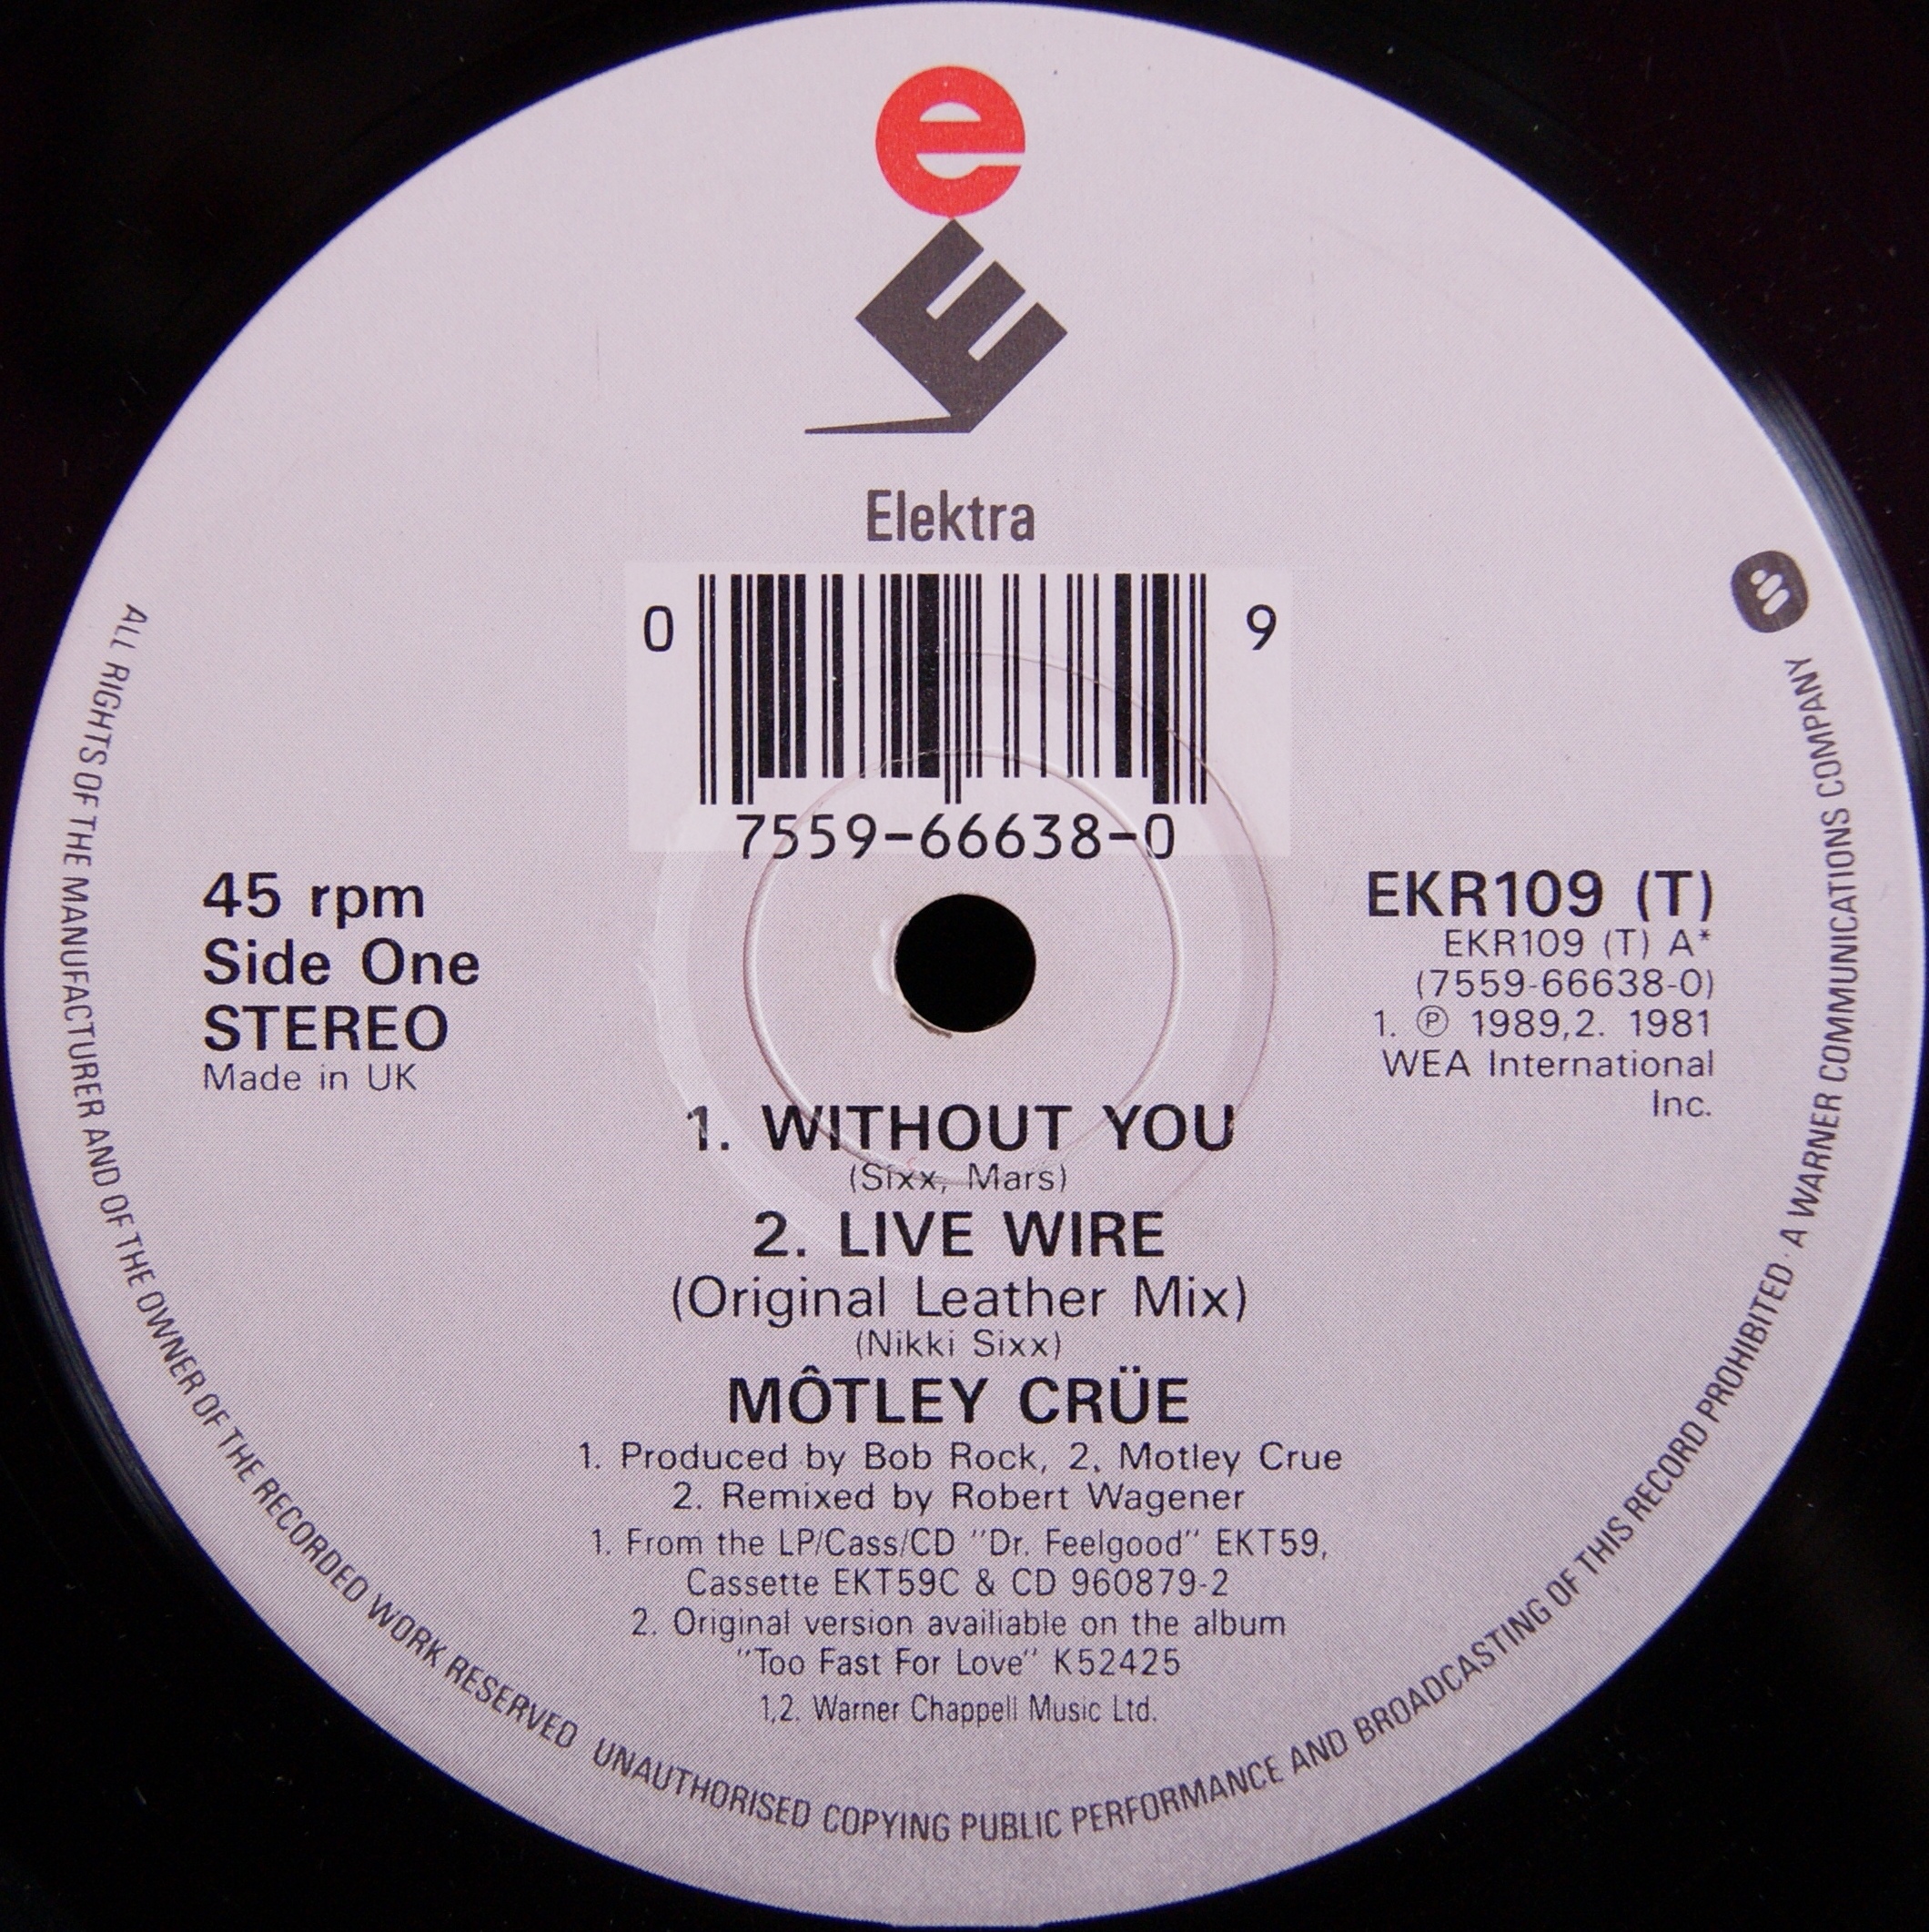 e
E
Elektra
0 9
7559-66638-0
45 rpm
Side One
STEREO
Made in UK
EKR109 (T)
EKR109 (T) A*
(7559-66638-0)
1. ℗ 1989,2. 1981
WEA International
Inc.
1. WITHOUT YOU
(Sixx, Mars)
2. LIVE WIRE
(Original Leather Mix)
(Nikki Sixx)
MÔTLEY CRÜE
1. Produced by Bob Rock, 2, Motley Crue
2. Remixed by Robert Wagener
1. From the LP/Cass/CD "Dr. Feelgood" EKT59,
Cassette EKT59C & CD 960879-2
2. Original version availiable on the album
"Too Fast For Love" K52425
1,2. Warner Chappell Music Ltd.
ALL RIGHTS OF THE MANUFACTURER AND OF THE OWNER OF THE RECORDED WORK RESERVED UNAUTHORISED COPYING PUBLIC PERFORMANCE AND BROADCASTING OF THIS RECORD PROHIBITED · A WARNER COMMUNICATIONS COMPANY